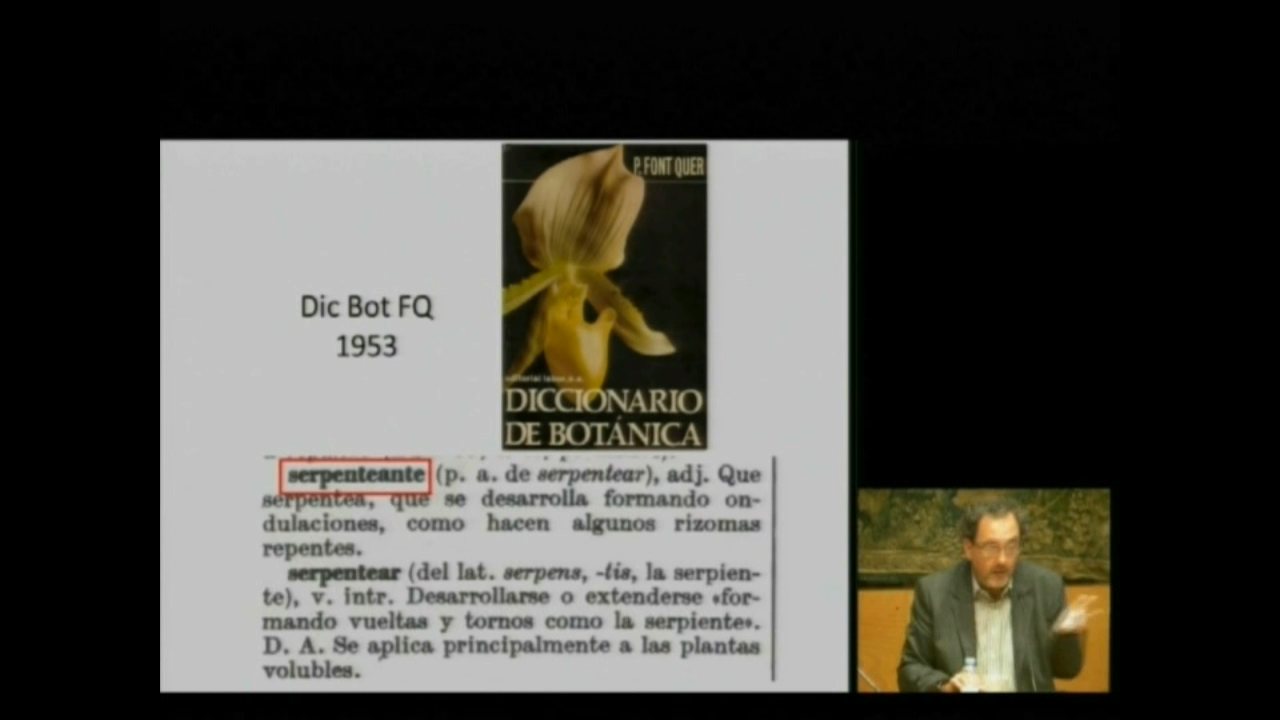 P. FONT QUER
Dic Bot FQ
1953
editorial labor, s.a.
DICCIONARIO
DE BOTÁNICA
serpenteante (p. a. de serpentear), adj. Que
serpentea, que se desarrolla formando on-
dulaciones, como hacen algunos rizomas
repentes.
serpentear (del lat. serpens, -tis, la serpien-
te), v. intr. Desarrollarse o extenderse «for-
mando vueltas y tornos como la serpiente».
D. A. Se aplica principalmente a las plantas
volubles.